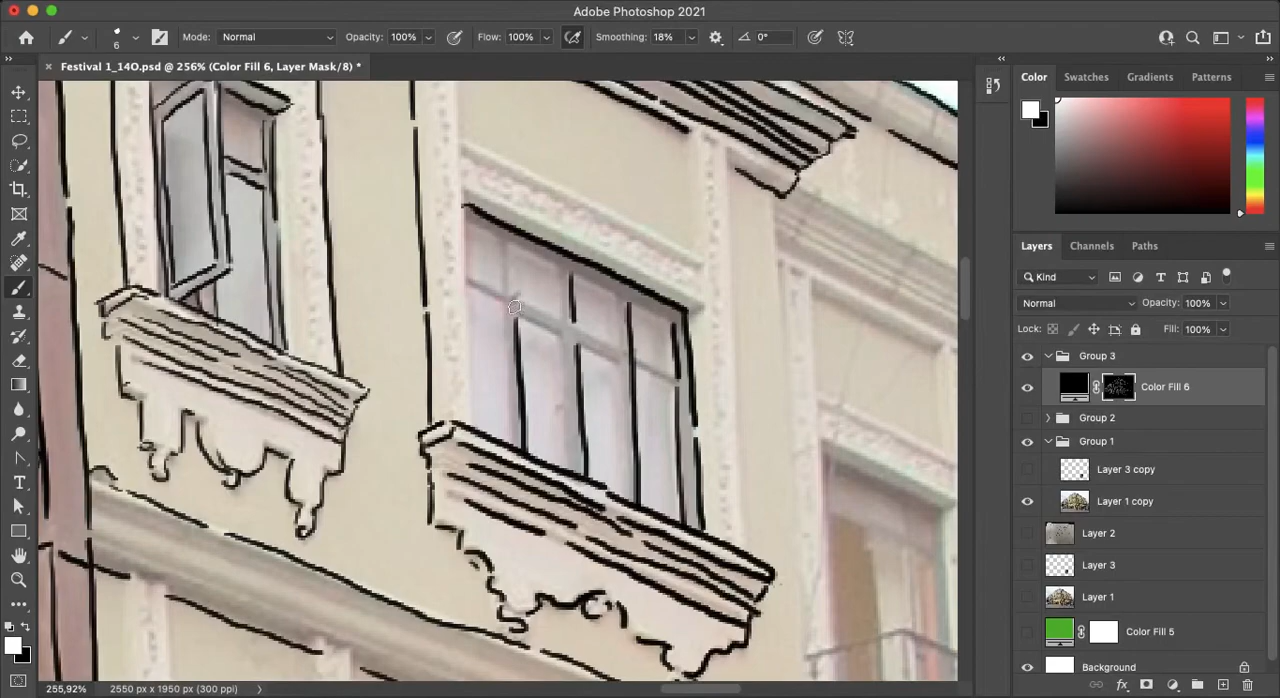 Adobe Photoshop 2021
6
Mode: Normal
Opacity: 100%
Flow: 100%
Smoothing: 18%
0°
Festival 1_14O.psd @ 256% (Color Fill 6, Layer Mask/8) *
Color
Swatches
Gradients
Patterns
Layers
Channels
Paths
Kind
Normal
Opacity: 100%
Lock:
Fill: 100%
Group 3
Color Fill 6
Group 2
Group 1
Layer 3 copy
Layer 1 copy
Layer 2
Layer 3
Layer 1
Color Fill 5
Background
fx
255,92%
2550 px x 1950 px (300 ppi)